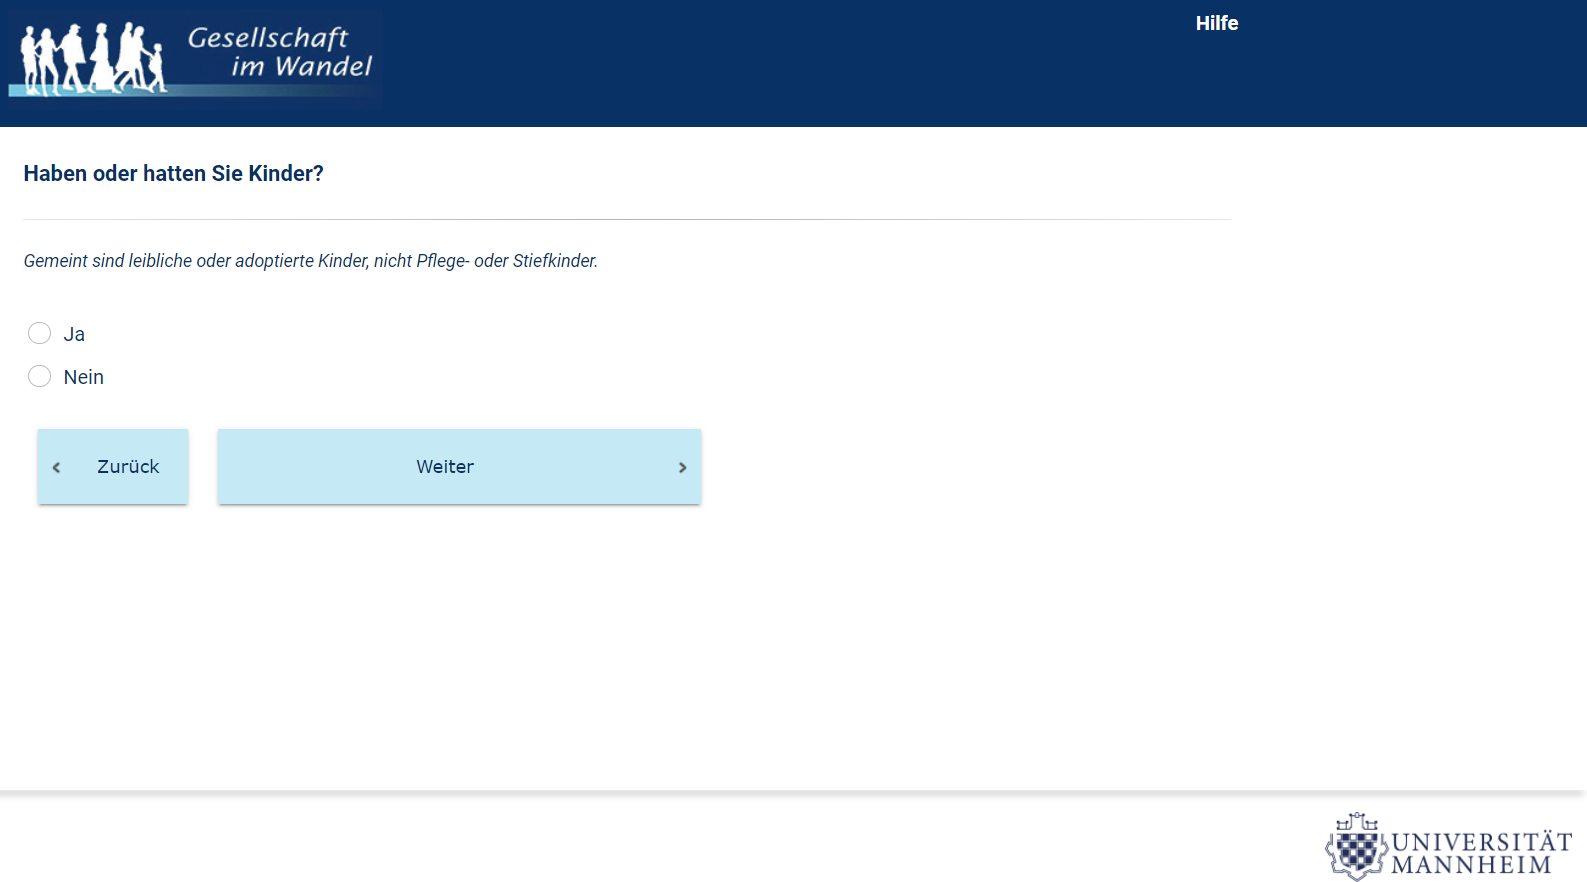 Gesellschaft
im Wandel
Hilfe
Haben oder hatten Sie Kinder?
Gemeint sind leibliche oder adoptierte Kinder, nicht Pflege- oder Stiefkinder.
Ja
Nein
Zurück
Weiter
UNIVERSITÄT
MANNHEIM